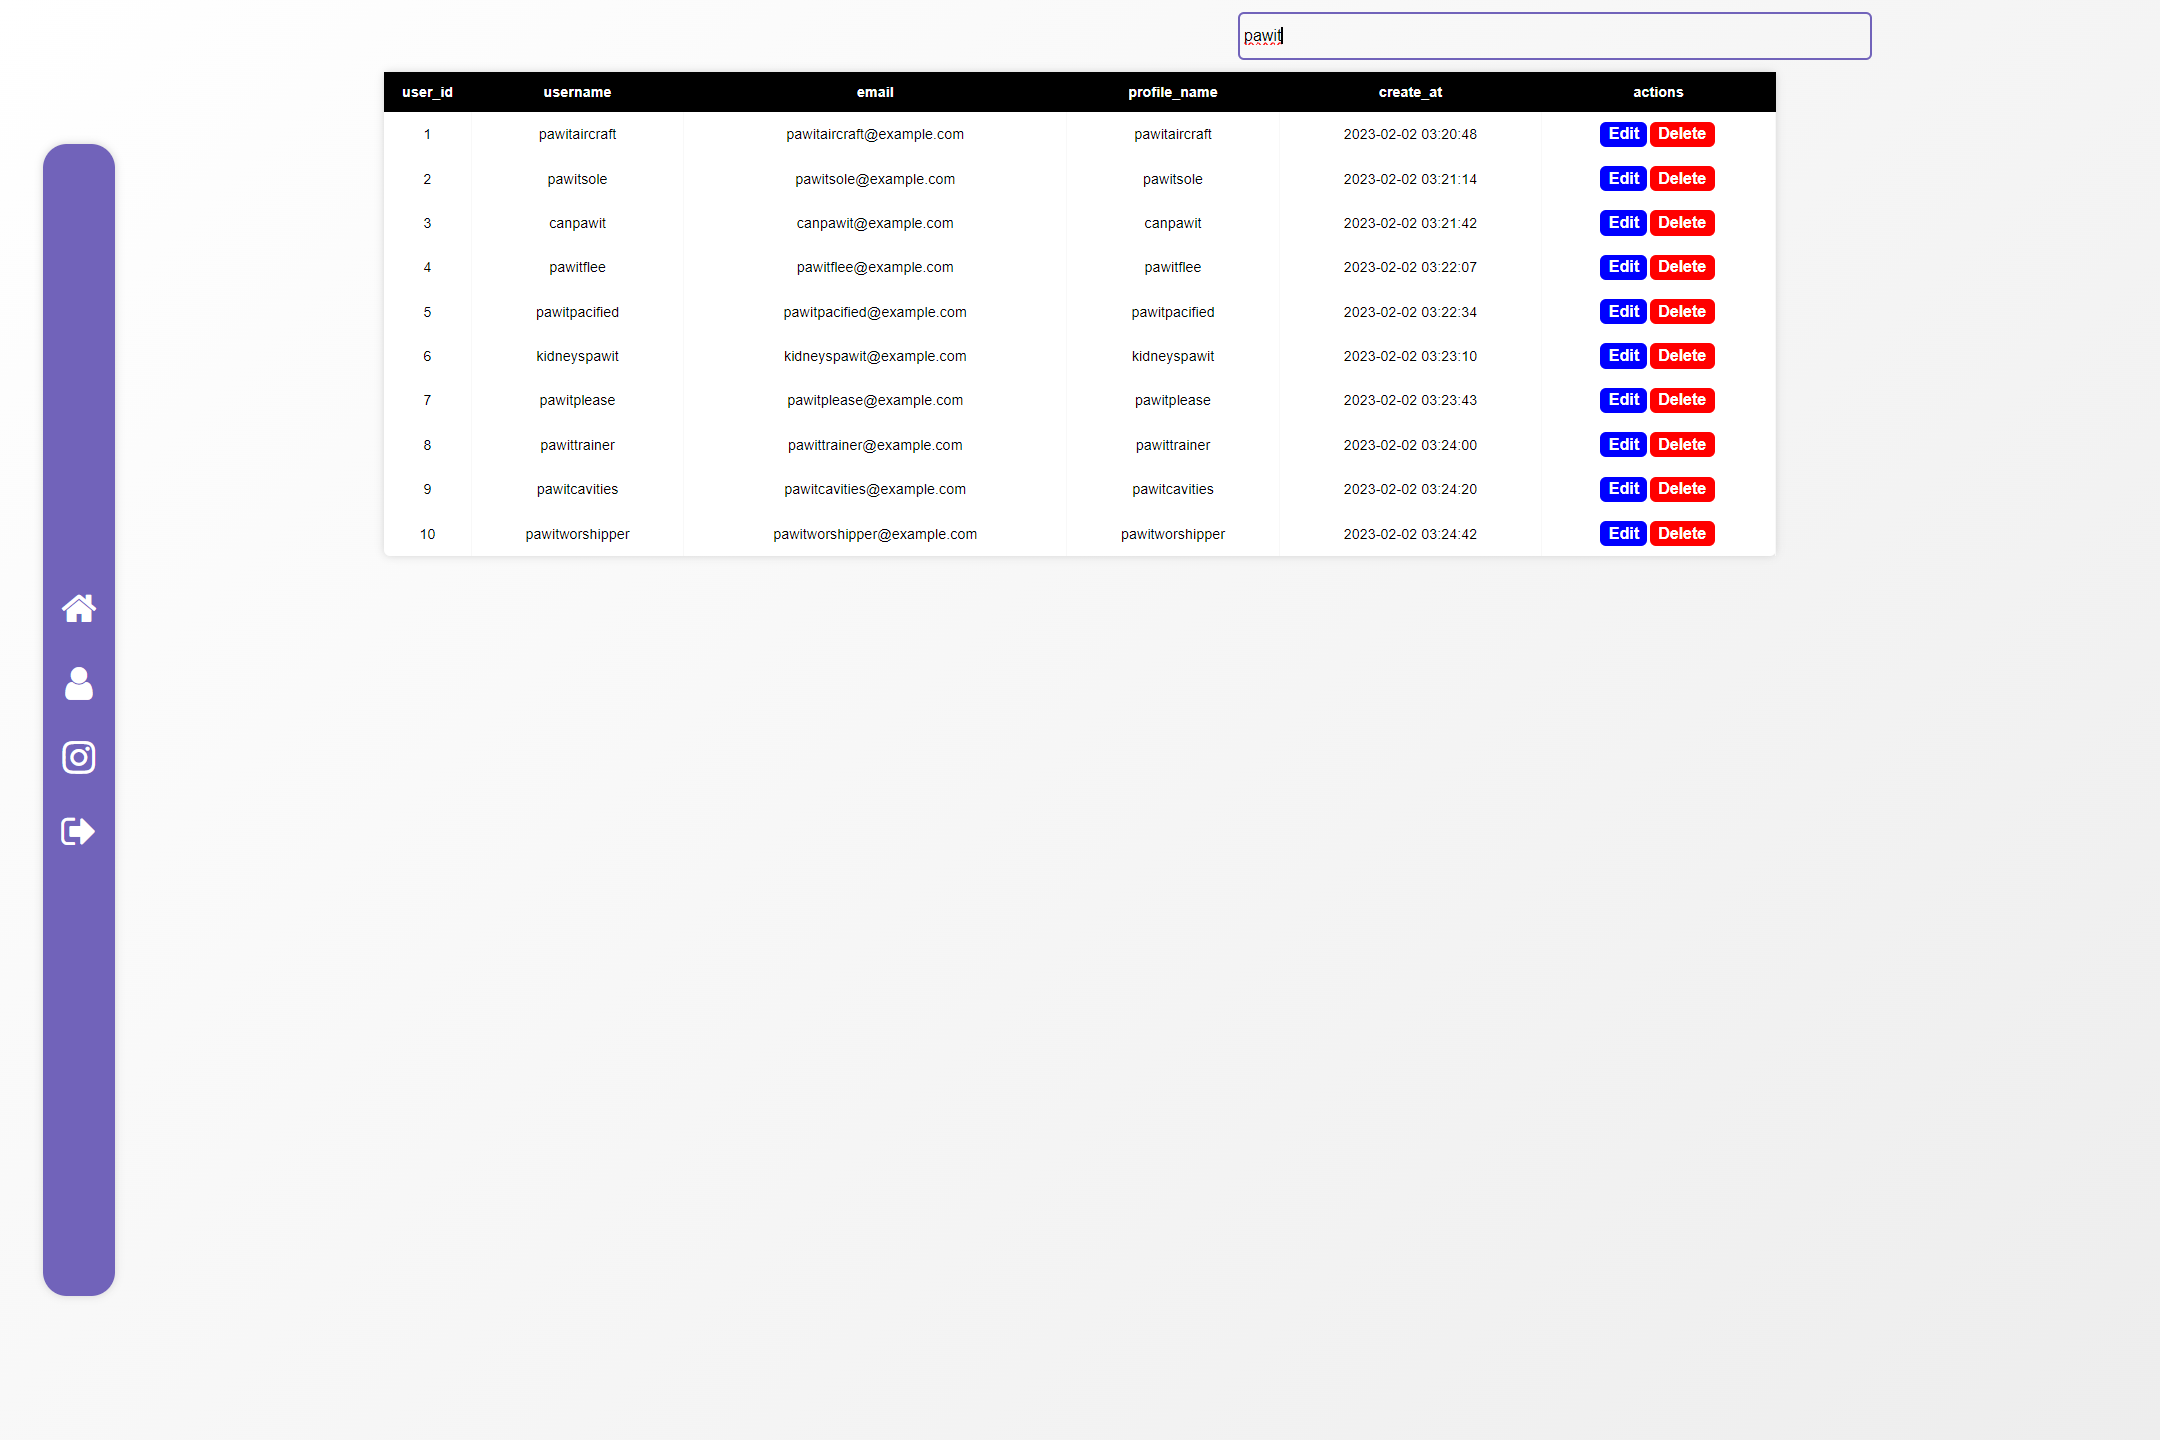 pawit
user_id username email profile_name create_at actions
1 pawitaircraft pawitaircraft@example.com pawitaircraft 2023-02-02 03:20:48 Edit Delete
2 pawitsole pawitsole@example.com pawitsole 2023-02-02 03:21:14 Edit Delete
3 canpawit canpawit@example.com canpawit 2023-02-02 03:21:42 Edit Delete
4 pawitflee pawitflee@example.com pawitflee 2023-02-02 03:22:07 Edit Delete
5 pawitpacified pawitpacified@example.com pawitpacified 2023-02-02 03:22:34 Edit Delete
6 kidneyspawit kidneyspawit@example.com kidneyspawit 2023-02-02 03:23:10 Edit Delete
7 pawitplease pawitplease@example.com pawitplease 2023-02-02 03:23:43 Edit Delete
8 pawittrainer pawittrainer@example.com pawittrainer 2023-02-02 03:24:00 Edit Delete
9 pawitcavities pawitcavities@example.com pawitcavities 2023-02-02 03:24:20 Edit Delete
10 pawitworshipper pawitworshipper@example.com pawitworshipper 2023-02-02 03:24:42 Edit Delete